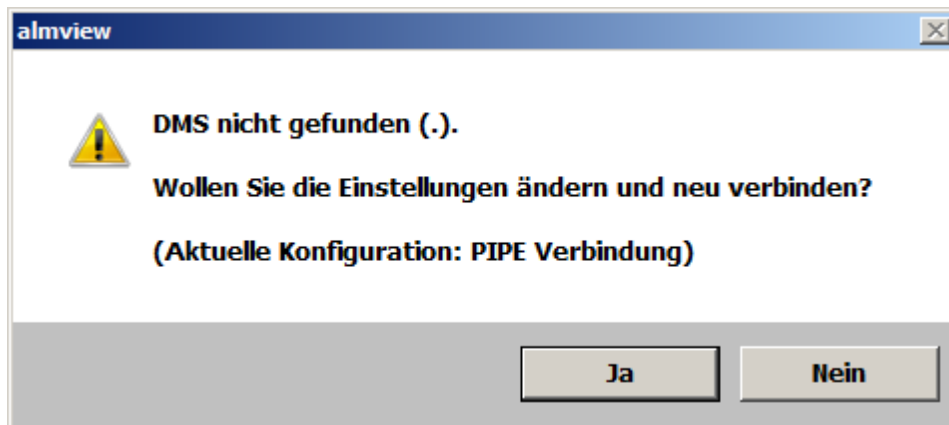 almview
DMS nicht gefunden (.).
Wollen Sie die Einstellungen ändern und neu verbinden?
(Aktuelle Konfiguration: PIPE Verbindung)
Ja
Nein